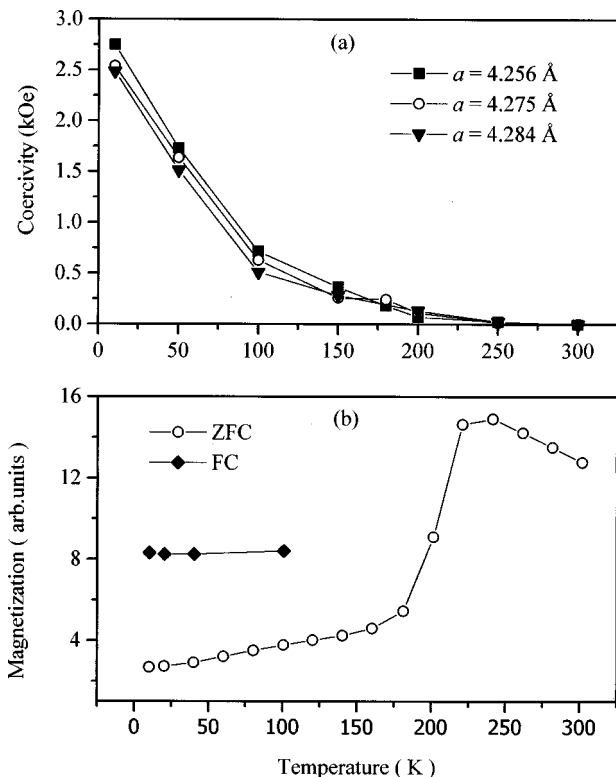 (a)
a = 4.256 Å
a = 4.275 Å
a = 4.284 Å
Coercivity (kOe)
3.0
2.5
2.0
1.5
1.0
0.5
0.0
0 50 100 150 200 250 300
(b)
ZFC
FC
Magnetization ( arb.units )
16
12
8
4
0 50 100 150 200 250 300
Temperature ( K )